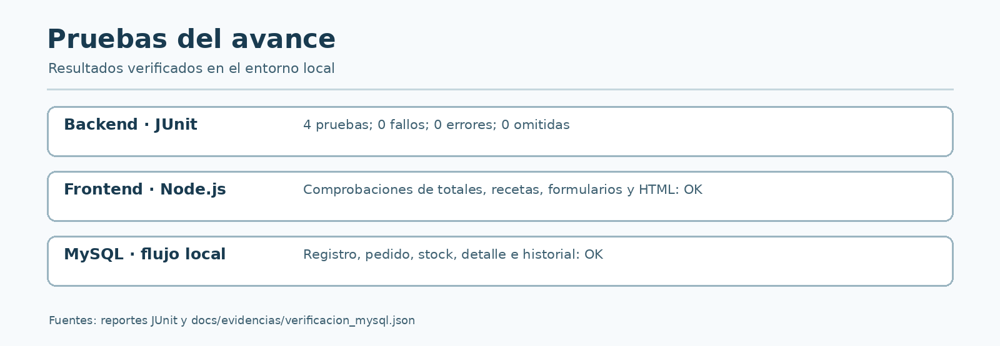 Pruebas del avance
Resultados verificados en el entorno local
Backend · JUnit
4 pruebas; 0 fallos; 0 errores; 0 omitidas
Frontend · Node.js
Comprobaciones de totales, recetas, formularios y HTML: OK
MySQL · flujo local
Registro, pedido, stock, detalle e historial: OK
Fuentes: reportes JUnit y docs/evidencias/verificacion_mysql.json